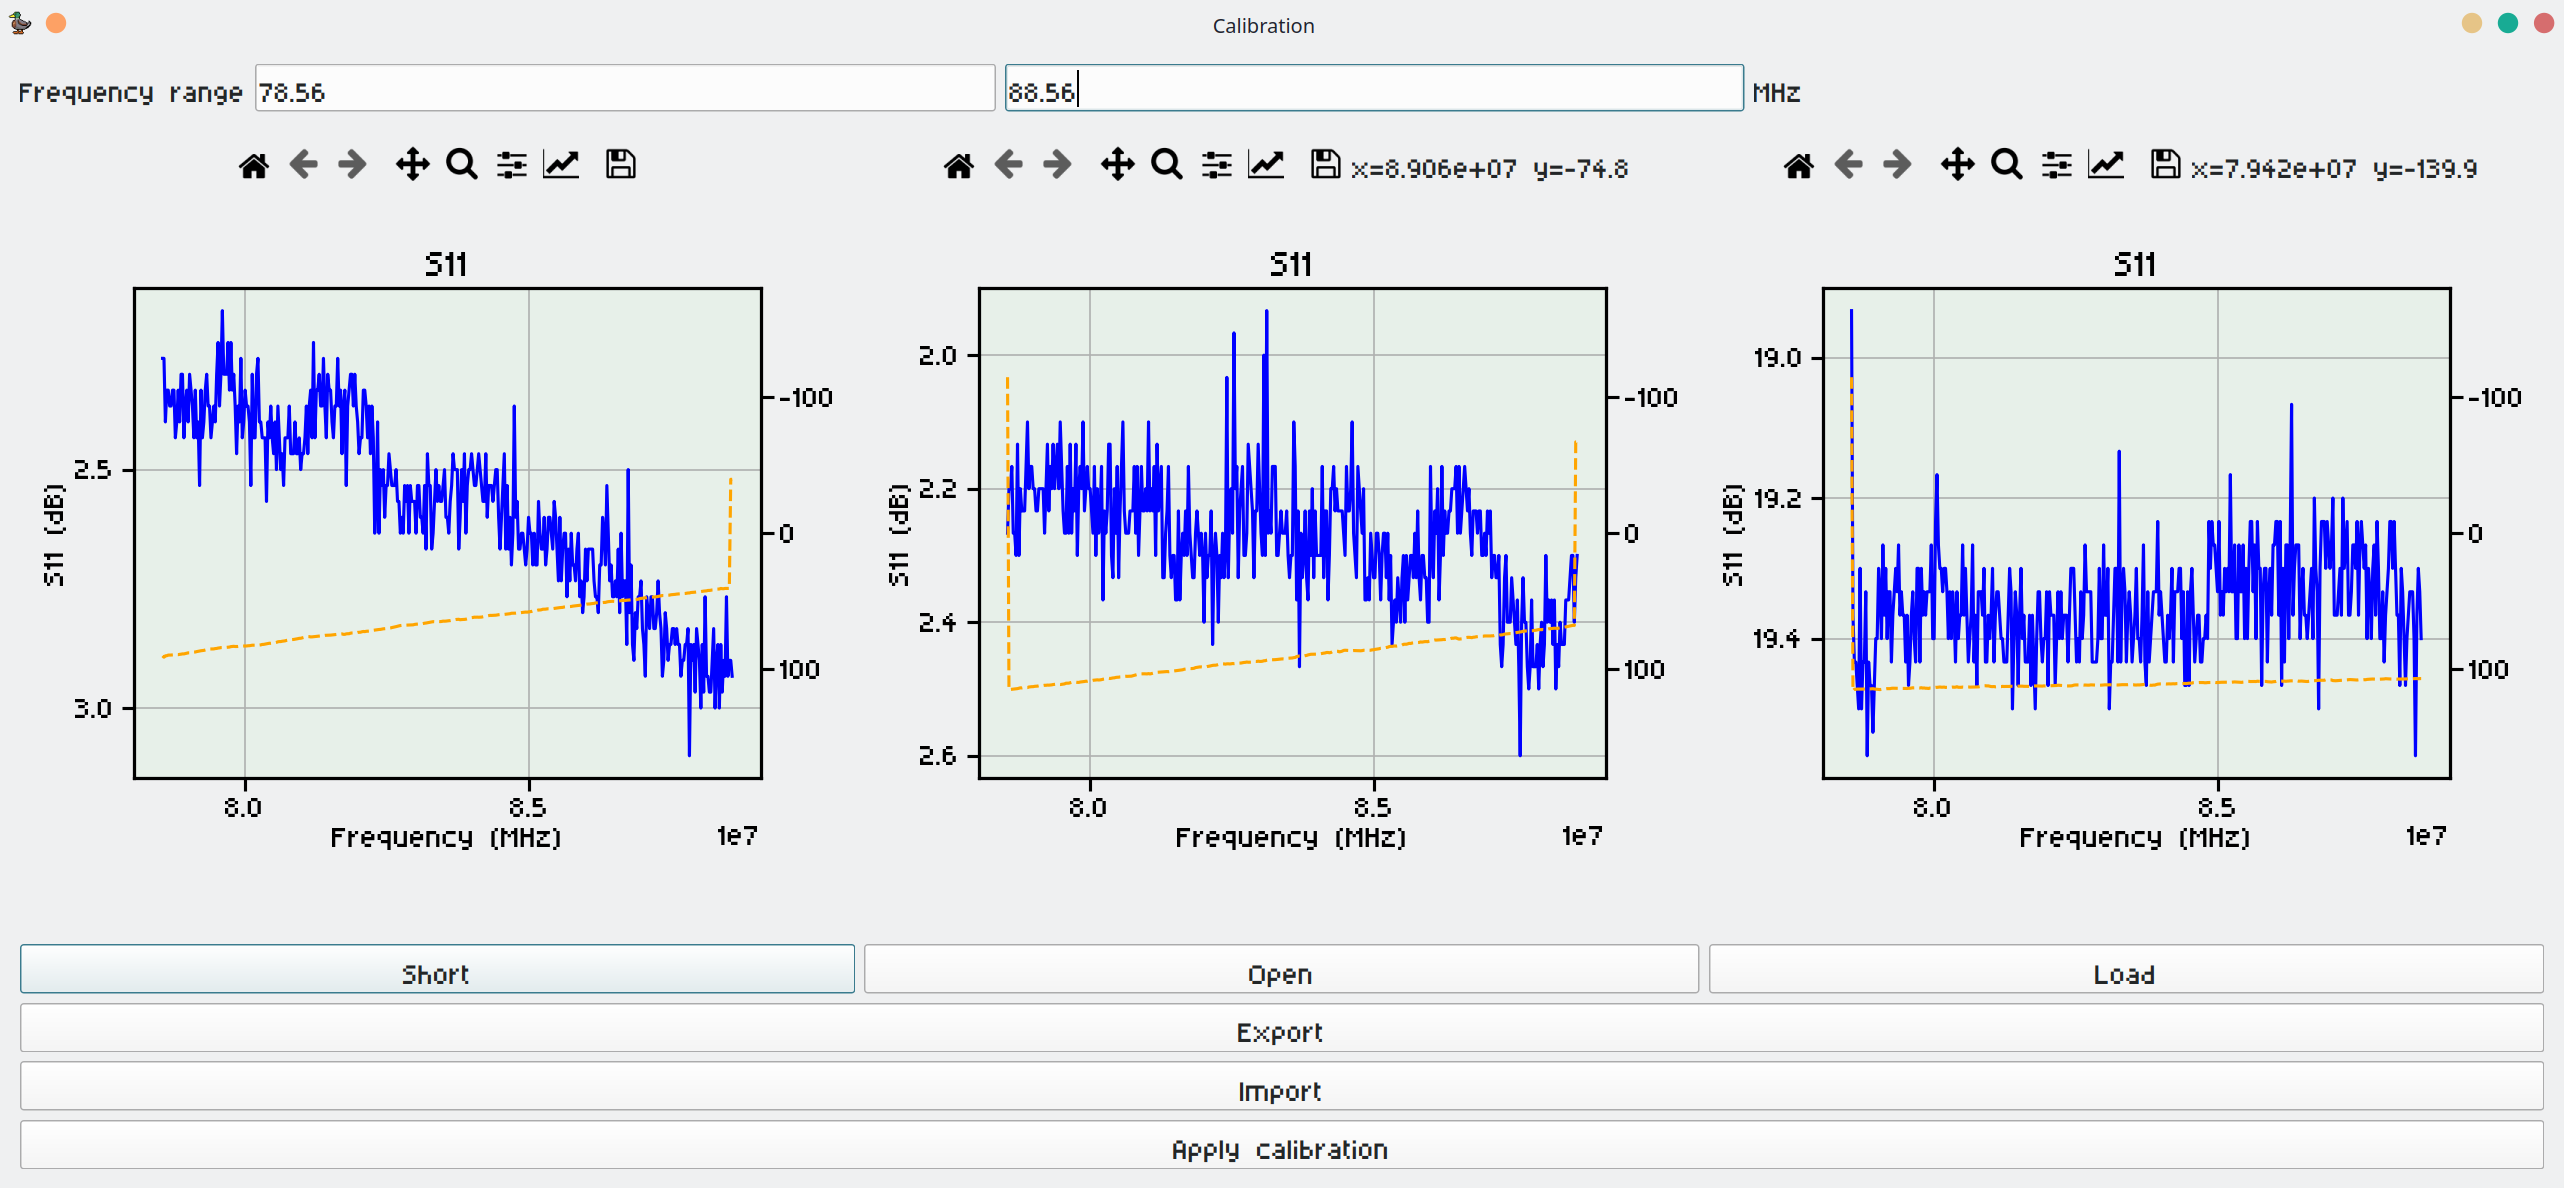 Calibration
Frequency range 78.56 88.56 MHz
x=8.906e+07 y=-74.8
x=7.942e+07 y=-139.9
S11
S11 (dB)
2.5
3.0
-100
0
100
8.0 8.5
Frequency (MHz) 1e7
S11
S11 (dB)
2.0
2.2
2.4
2.6
-100
0
100
8.0 8.5
Frequency (MHz) 1e7
S11
S11 (dB)
19.0
19.2
19.4
-100
0
100
8.0 8.5
Frequency (MHz) 1e7
Short Open Load
Export
Import
Apply calibration